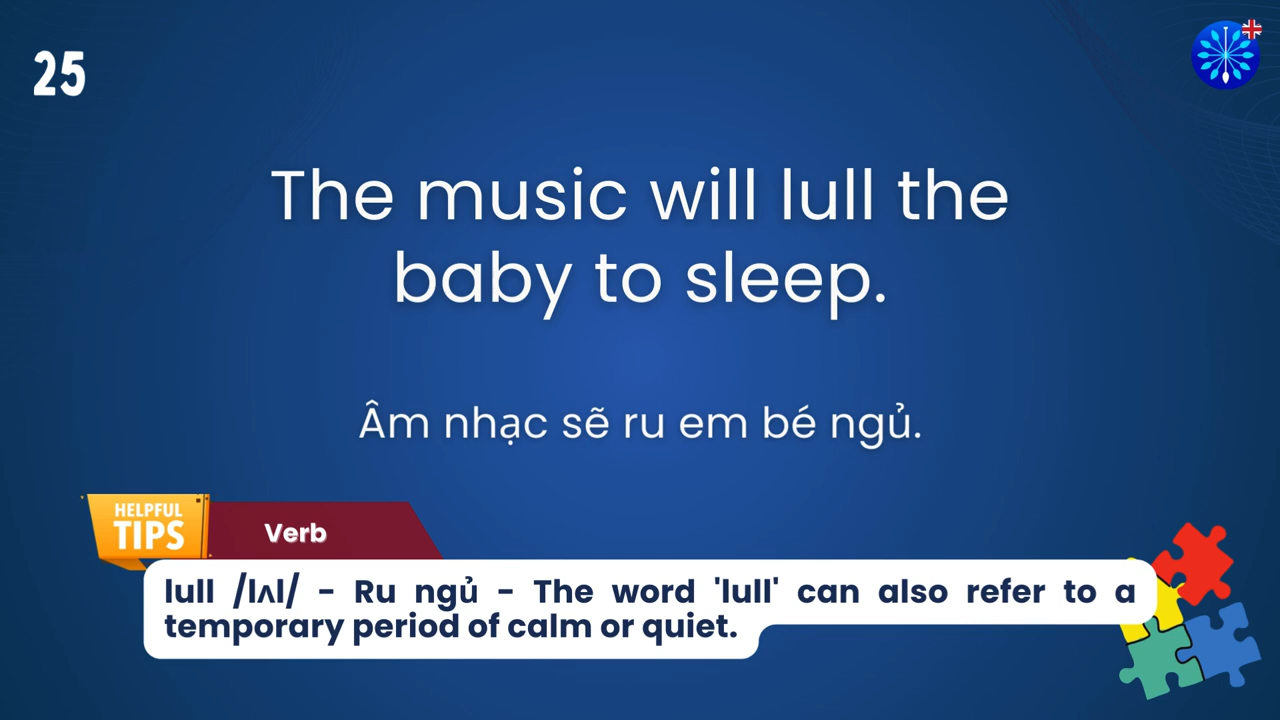 25
The music will lull the
baby to sleep.
Âm nhạc sẽ ru em bé ngủ.
HELPFUL
TIPS
Verb
lull /lʌl/ - Ru ngủ - The word 'lull' can also refer to a
temporary period of calm or quiet.